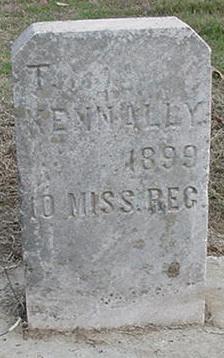 T.
KENNALLY
1899
10 MISS. REG.